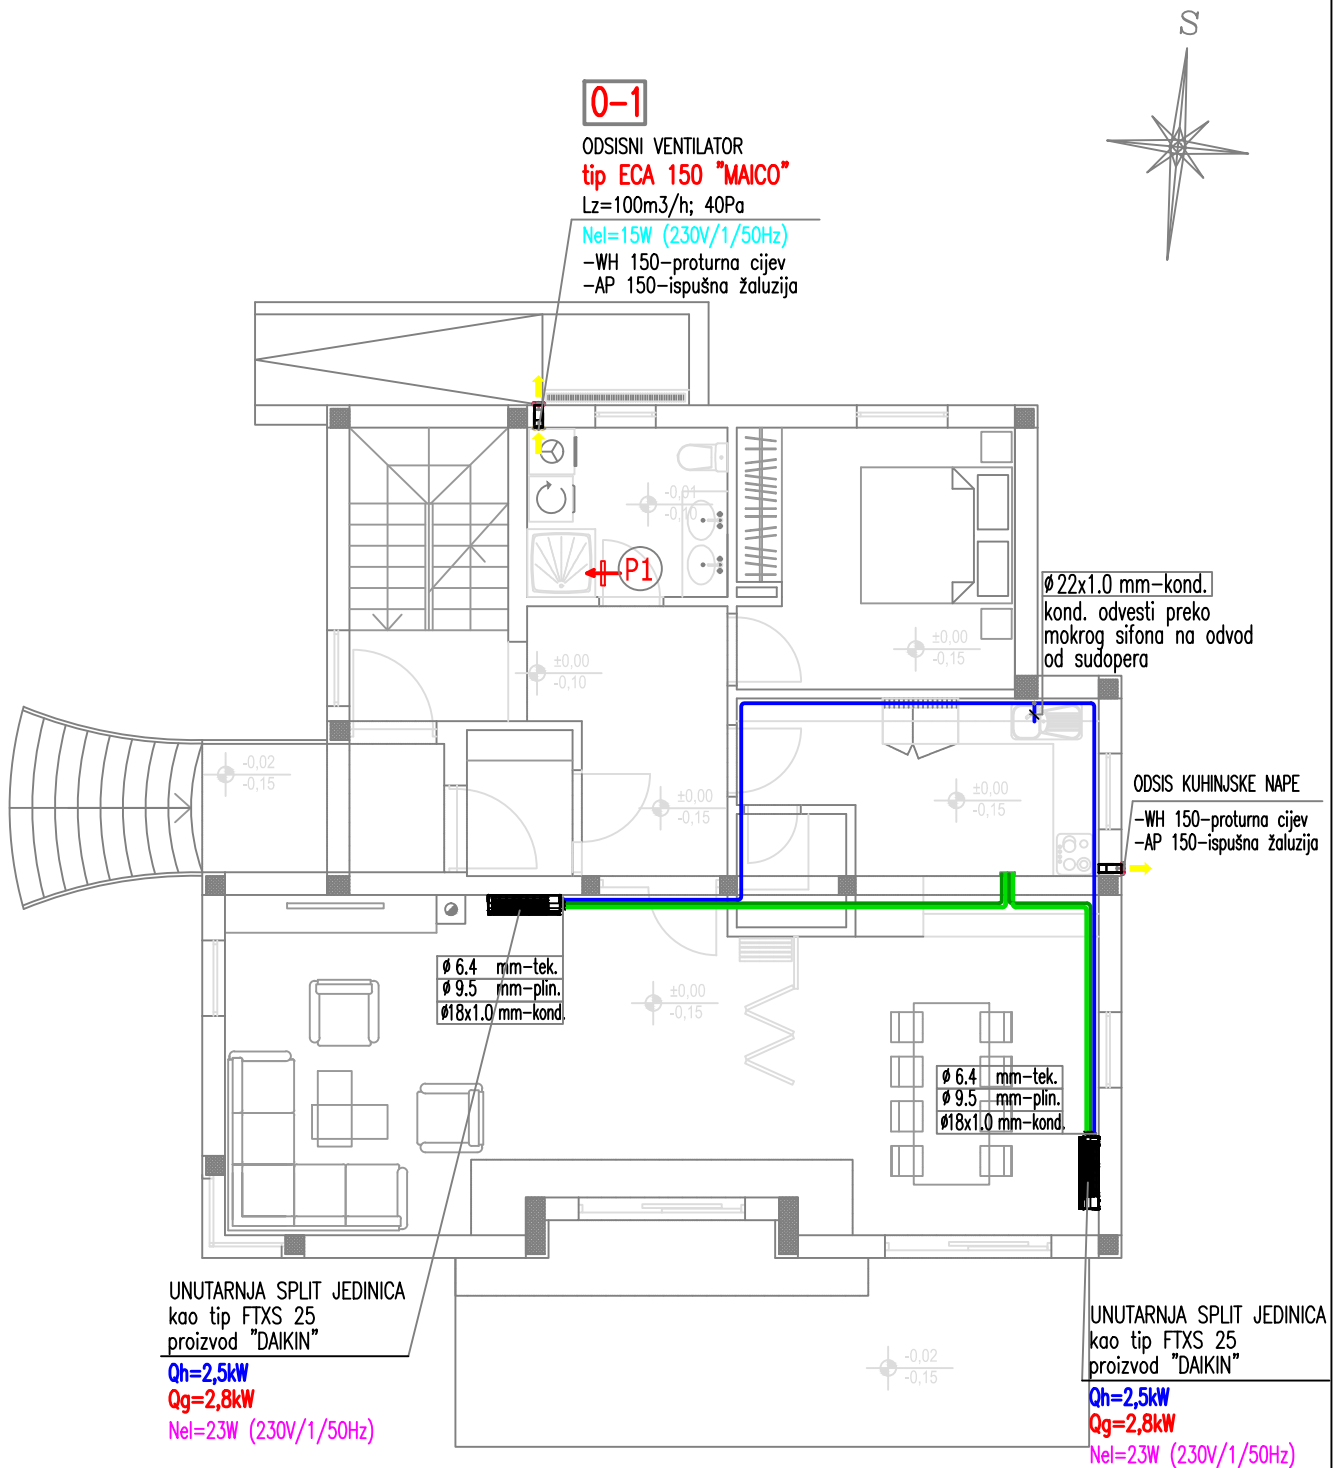 S
O-1
ODSISNI VENTILATOR
tip ECA 150 "MAICO"
Lz=100m3/h; 40Pa
Nel=15W (230V/1/50Hz)
-WH 150-proturna cijev
-AP 150-ispušna žaluzija
-0,01
-0,10
P1
Ø22x1.0 mm-kond.
kond. odvesti preko
mokrog sifona na odvod
od sudopera
±0,00
-0,15
±0,00
-0,10
-0,02
-0,15
±0,00
-0,15
±0,00
-0,15
ODSIS KUHINJSKE NAPE
-WH 150-proturna cijev
-AP 150-ispušna žaluzija
Ø 6.4 mm-tek.
Ø 9.5 mm-plin.
Ø18x1.0 mm-kond.
±0,00
-0,15
Ø 6.4 mm-tek.
Ø 9.5 mm-plin.
Ø18x1.0 mm-kond.
UNUTARNJA SPLIT JEDINICA
kao tip FTXS 25
proizvod "DAIKIN"
Qh=2,5kW
Qg=2,8kW
Nel=23W (230V/1/50Hz)
-0,02
-0,15
UNUTARNJA SPLIT JEDINICA
kao tip FTXS 25
proizvod "DAIKIN"
Qh=2,5kW
Qg=2,8kW
Nel=23W (230V/1/50Hz)